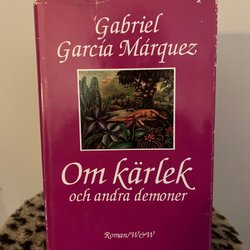 Gabriel
García Márquez
Om kärlek
och andra demoner
Roman/W&W